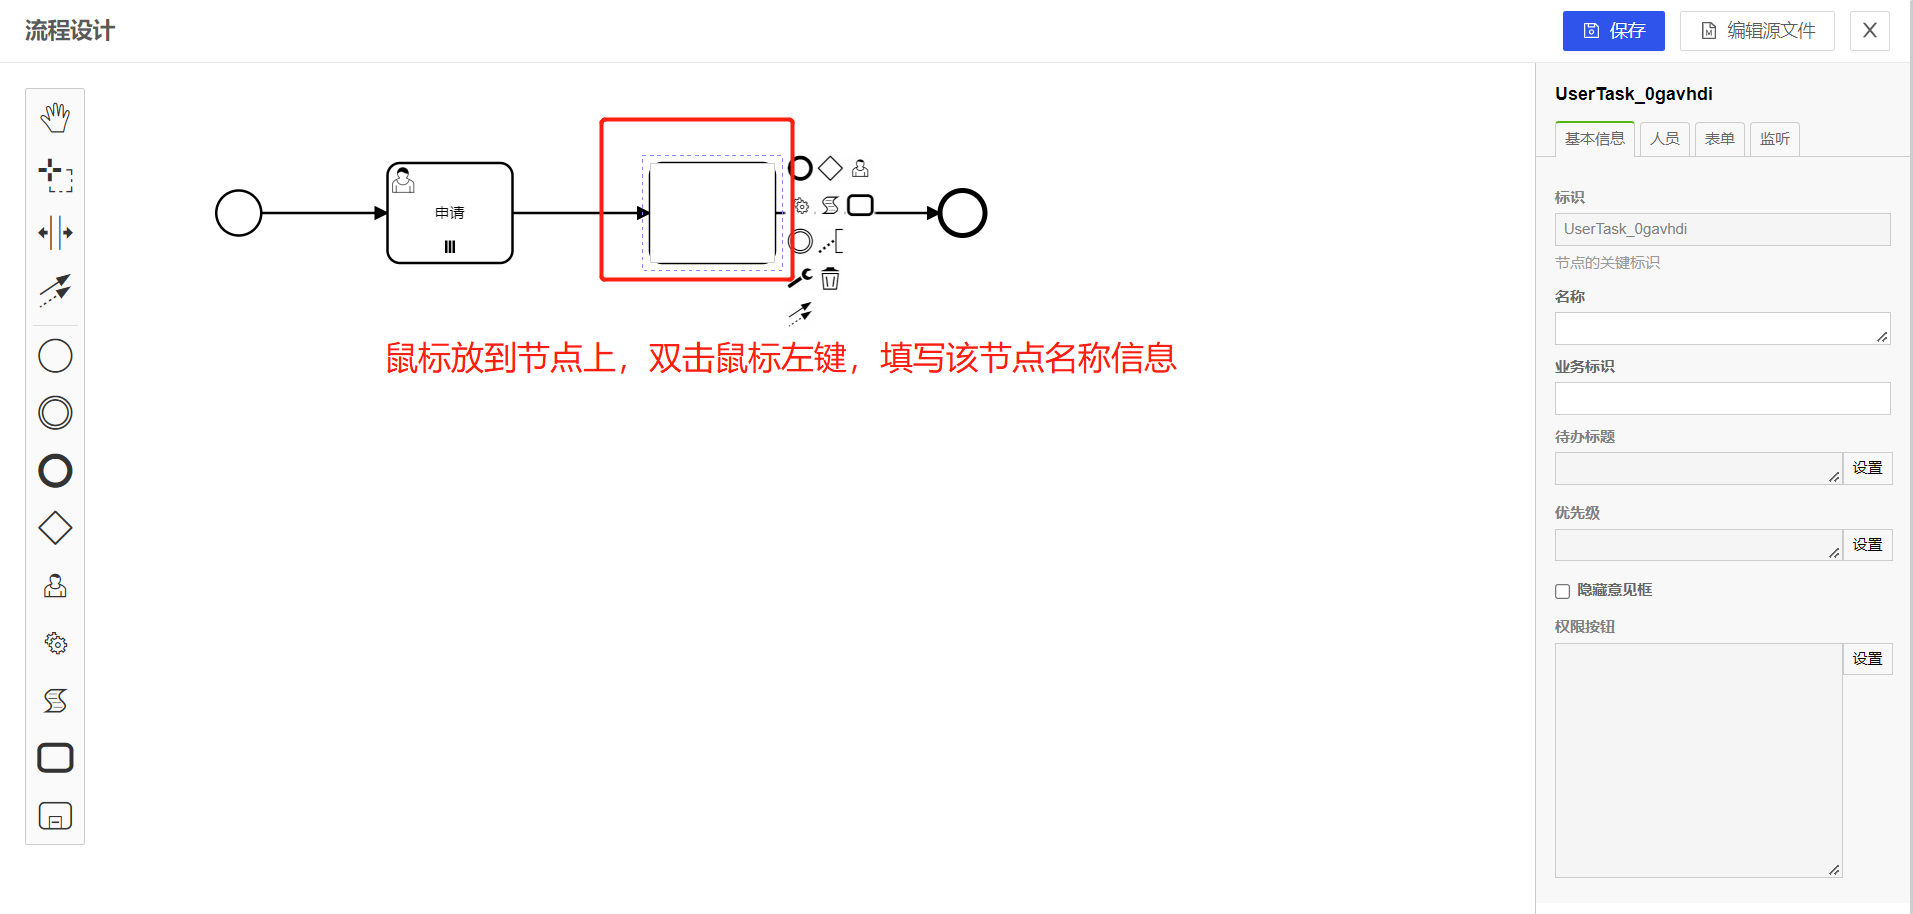 流程设计
保存
编辑源文件
X
申请
鼠标放到节点上，双击鼠标左键，填写该节点名称信息
UserTask_0gavhdi
基本信息
人员
表单
监听
标识
UserTask_0gavhdi
节点的关键标识
名称
业务标识
待办标题
设置
优先级
设置
隐藏意见框
权限按钮
设置